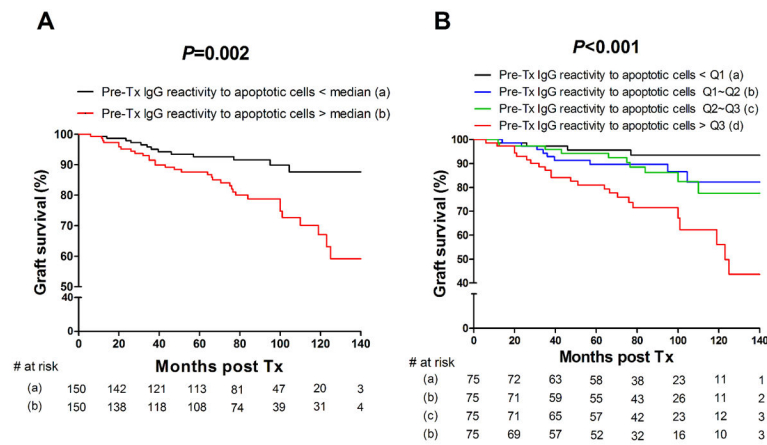 A
P=0.002
Pre-Tx IgG reactivity to apoptotic cells < median (a)
Pre-Tx IgG reactivity to apoptotic cells > median (b)
Graft survival (%)
100
90
80
70
60
50
40
0
0 20 40 60 80 100 120 140
Months post Tx
# at risk
(a) 150 142 121 113 81 47 20 3
(b) 150 138 118 108 74 39 31 4
B
P<0.001
Pre-Tx IgG reactivity to apoptotic cells < Q1 (a)
Pre-Tx IgG reactivity to apoptotic cells Q1~Q2 (b)
Pre-Tx IgG reactivity to apoptotic cells Q2~Q3 (c)
Pre-Tx IgG reactivity to apoptotic cells > Q3 (d)
Graft survival (%)
100
90
80
70
60
50
40
0
0 20 40 60 80 100 120 140
Months post Tx
# at risk
(a) 75 72 63 58 38 23 11 1
(b) 75 71 59 55 43 26 11 2
(c) 75 71 65 57 42 23 12 3
(b) 75 69 57 52 32 16 10 3